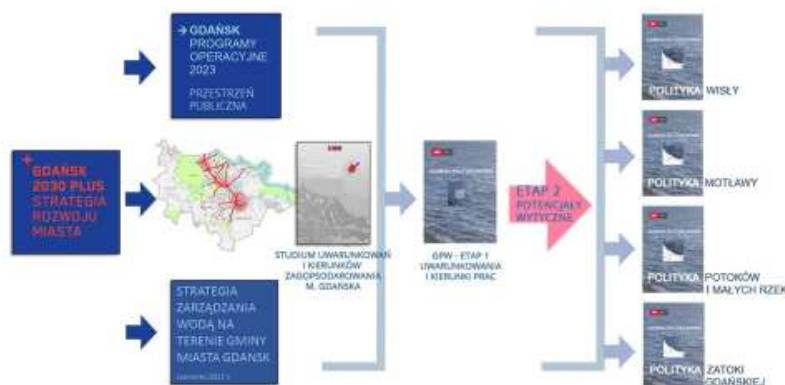 GDAŃSK
2030 PLUS
STRATEGIA
ROZWOJU
MIASTA
GDAŃSK
PROGRAMY
OPERACYJNE
2023
PRZESTRZEŃ
PUBLICZNA
STRATEGIA
ZARZĄDZANIA
WODĄ NA
TERENIE GMINY
MIASTA GDAŃSK
STUDIUM UWARUNKOWAŃ
I KIERUNKÓW
ZAGOPSODAROWANIA
M. GDAŃSKA
GPW - ETAP 1
UWARUNKOWANIA
I KIERUNKI PRAC
ETAP 2
POTENCJAŁY
WYTYCZNE
POLITYKA WISŁY
POLITYKA MOTŁAWY
POLITYKA POTOKÓW
I MAŁYCH RZEK
POLITYKA ZATOKI
GDAŃSKIEJ